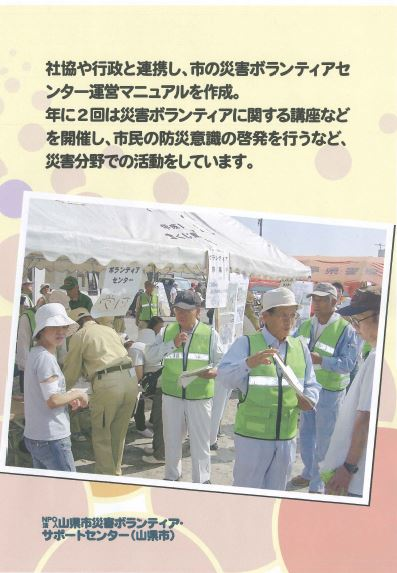 社協や行政と連携し、市の災害ボランティアセ
ンター運営マニュアルを作成。
年に２回は災害ボランティアに関する講座など
を開催し、市民の防災意識の啓発を行うなど、
災害分野での活動をしています。
ボランティア
センター
NPO法人山県市災害ボランティア・
サポートセンター（山県市）